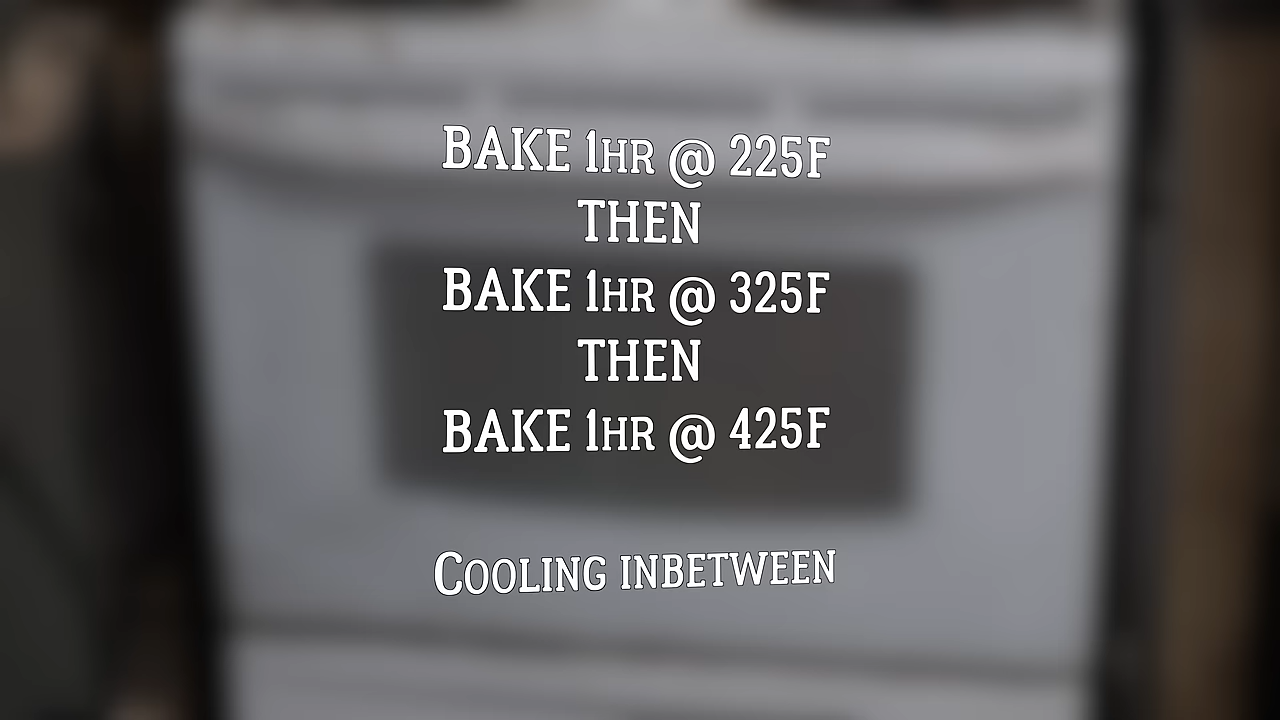 BAKE 1HR @ 225F
THEN
BAKE 1HR @ 325F
THEN
BAKE 1HR @ 425F
COOLING INBETWEEN